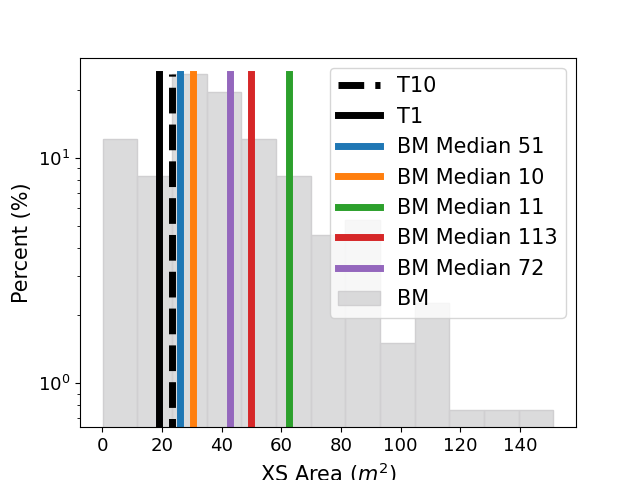 T10
T1
BM Median 51
BM Median 10
BM Median 11
BM Median 113
BM Median 72
BM
Percent (%)
10¹
10⁰
0 20 40 60 80 100 120 140
XS Area (m²)